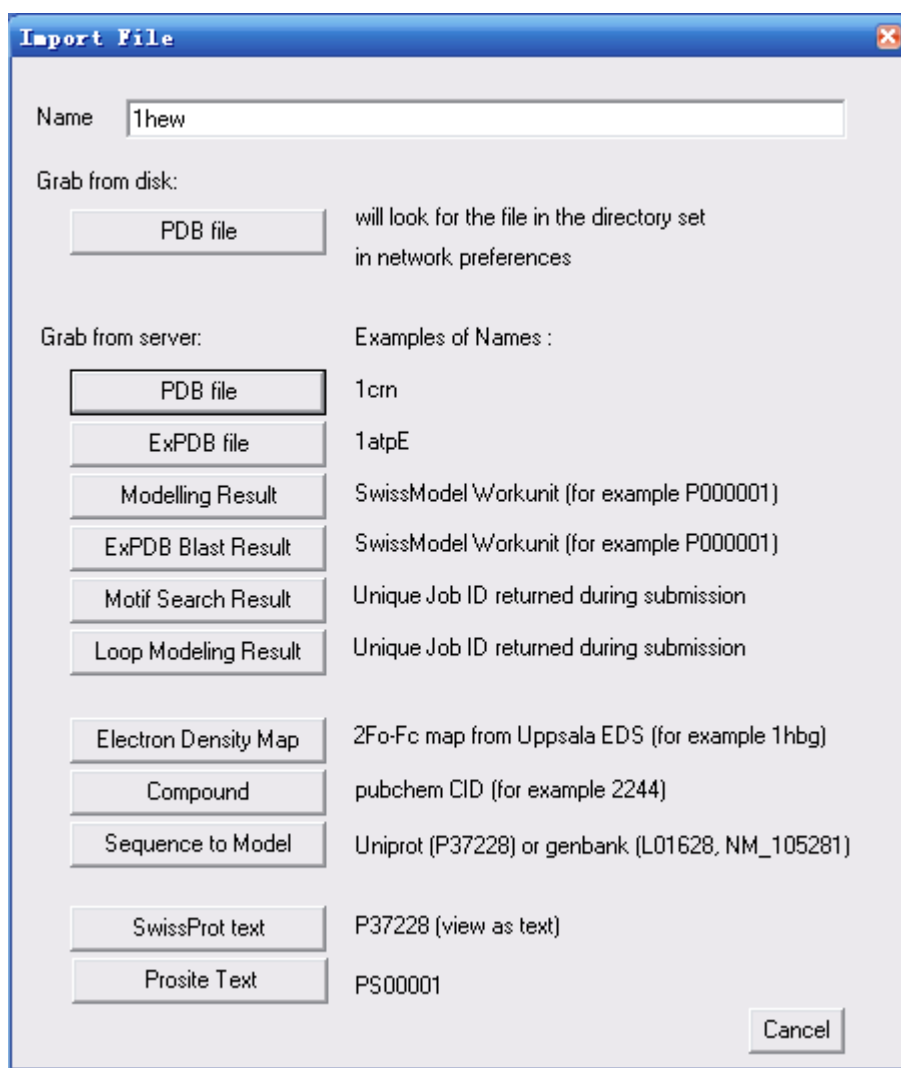 Import File
Name 1hew
Grab from disk:
PDB file will look for the file in the directory set
in network preferences
Grab from server: Examples of Names :
PDB file 1crn
ExPDB file 1atpE
Modelling Result SwissModel Workunit (for example P000001)
ExPDB Blast Result SwissModel Workunit (for example P000001)
Motif Search Result Unique Job ID returned during submission
Loop Modeling Result Unique Job ID returned during submission
Electron Density Map 2Fo-Fc map from Uppsala EDS (for example 1hbg)
Compound pubchem CID (for example 2244)
Sequence to Model Uniprot (P37228) or genbank (L01628, NM_105281)
SwissProt text P37228 (view as text)
Prosite Text PS00001
Cancel